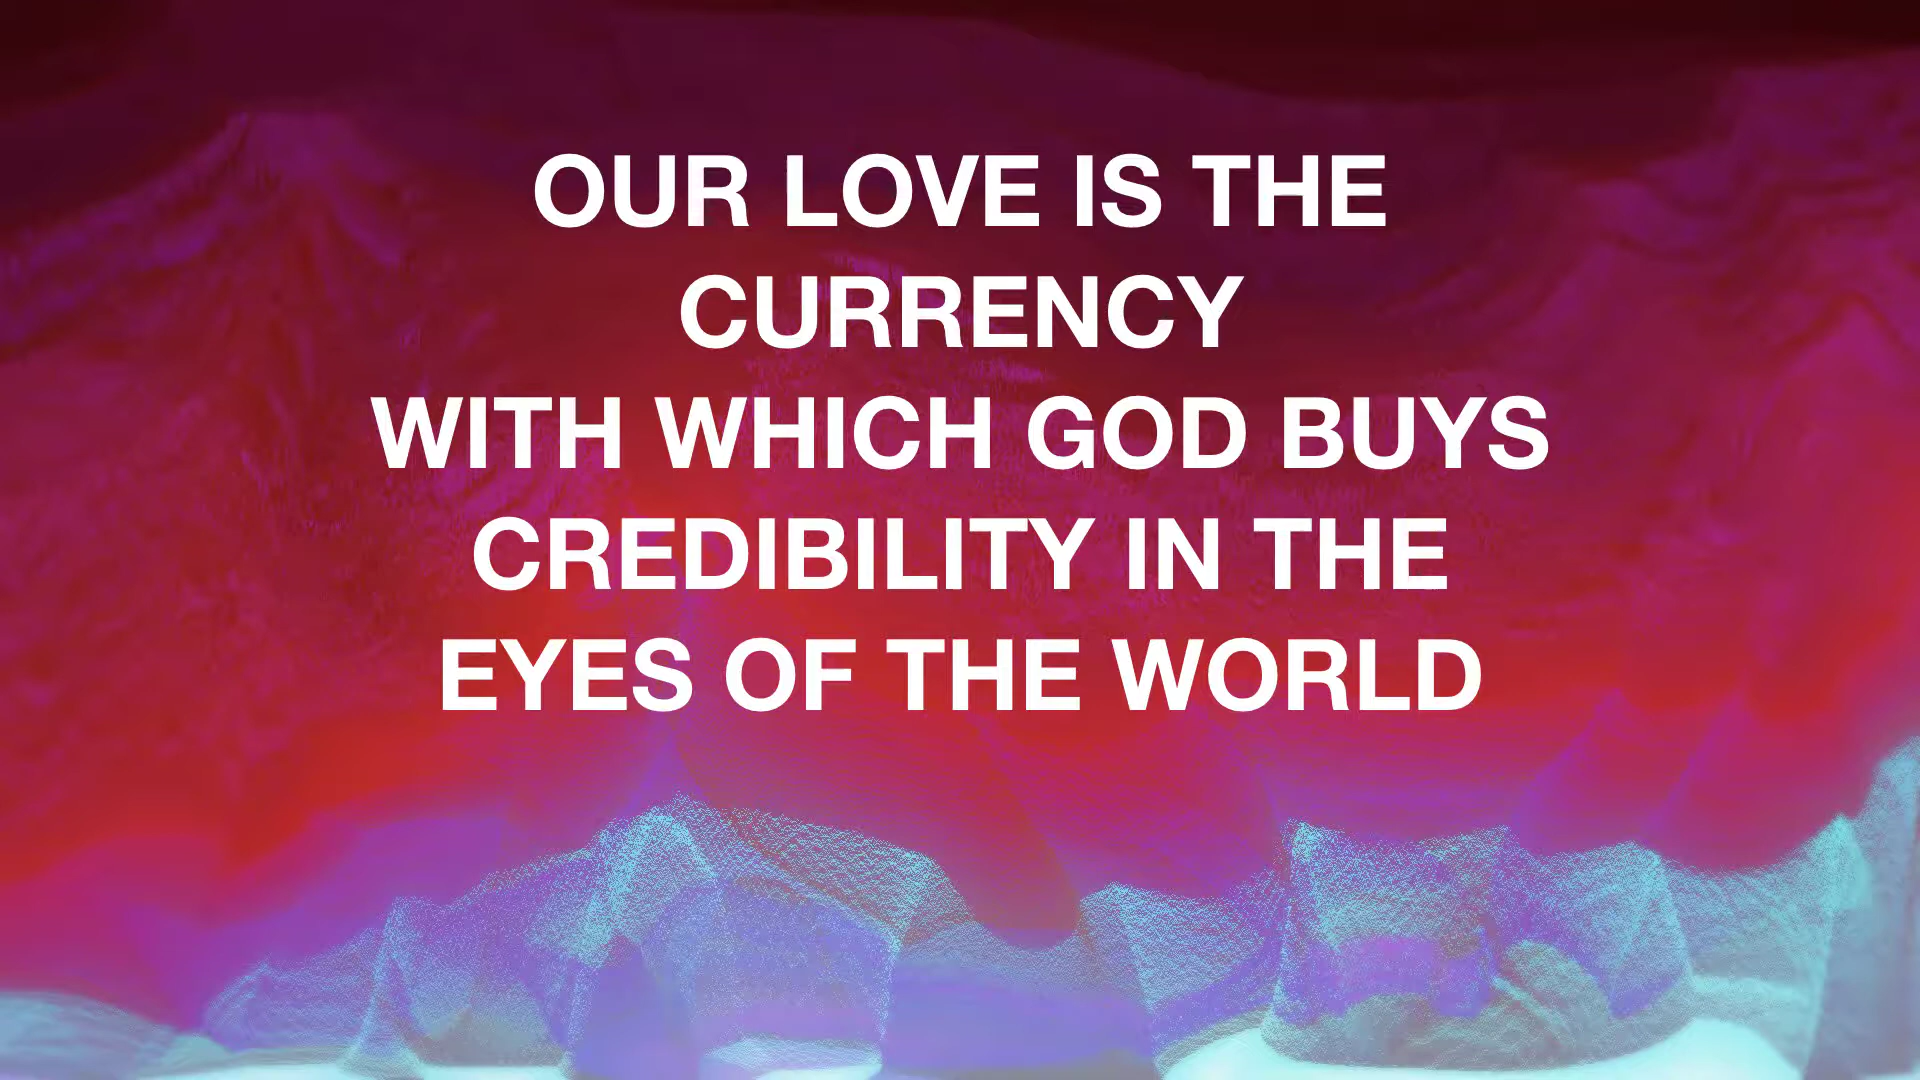 OUR LOVE IS THE
CURRENCY
WITH WHICH GOD BUYS
CREDIBILITY IN THE
EYES OF THE WORLD